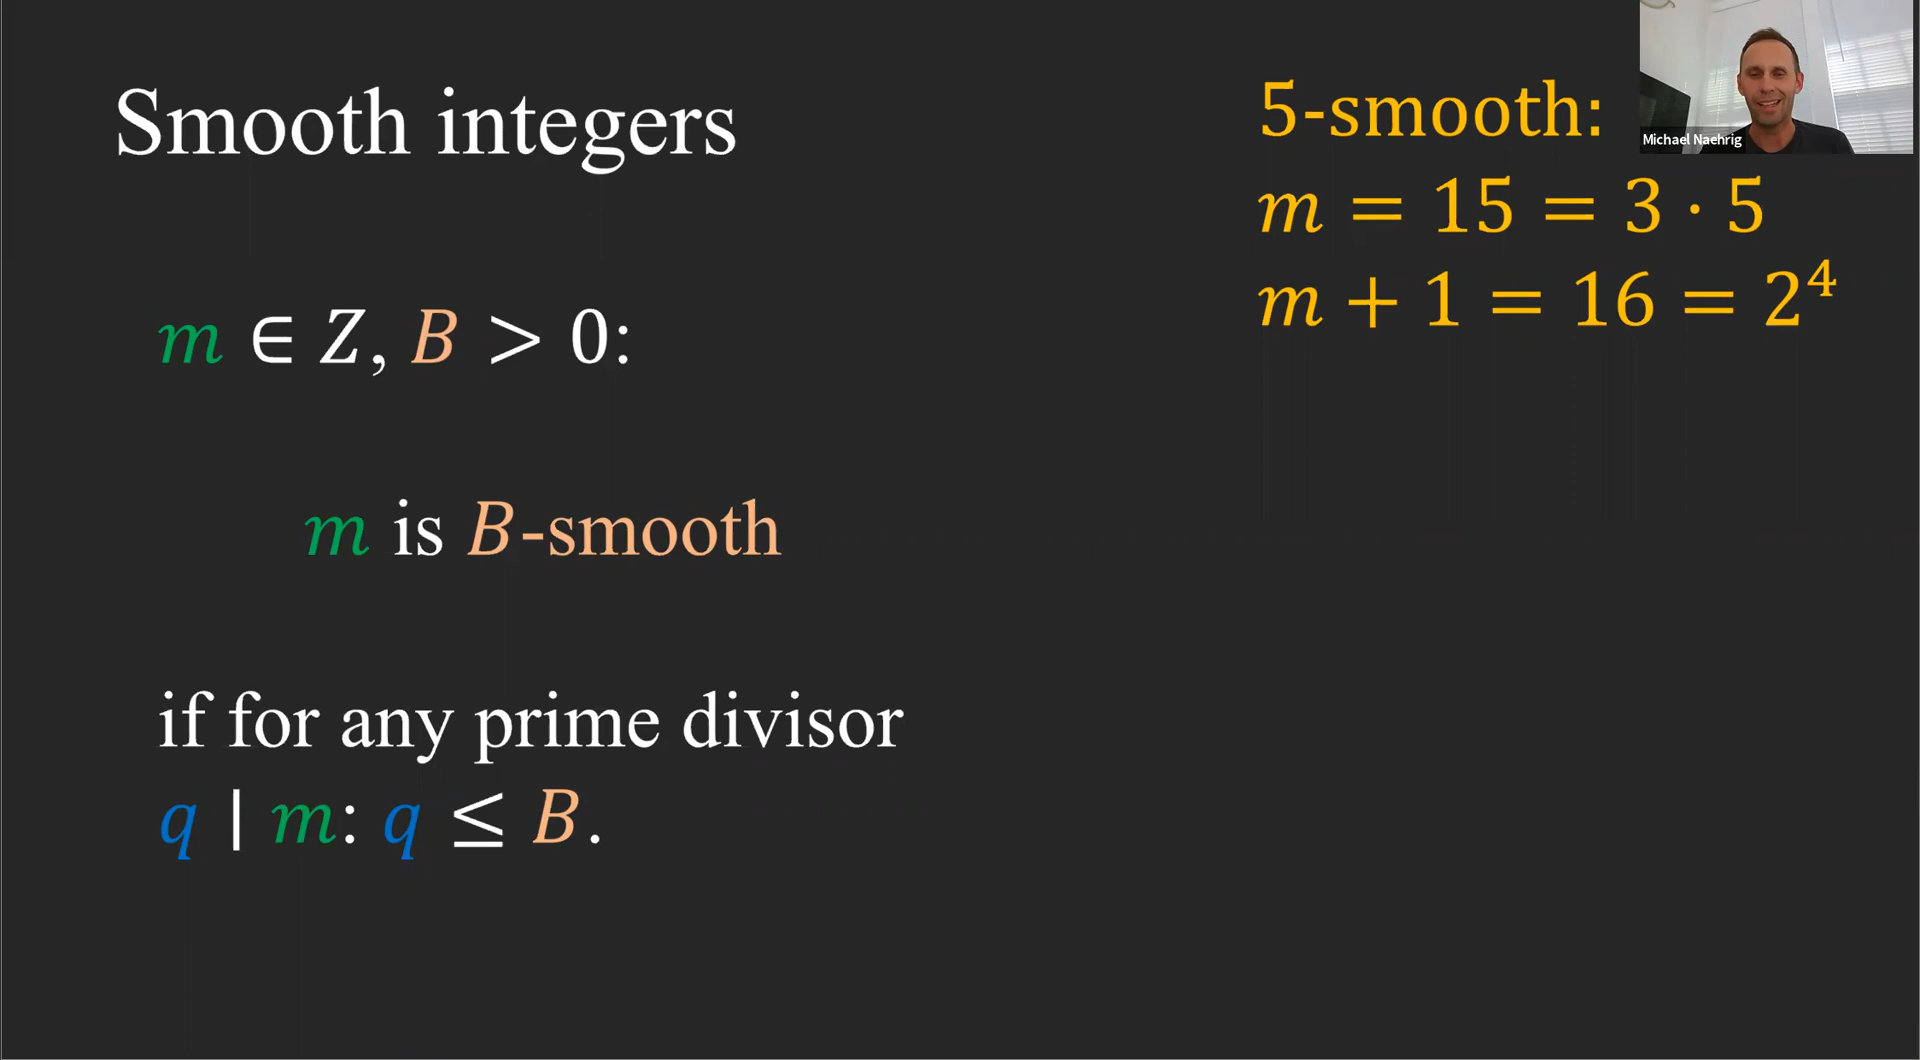 Smooth integers
m ∈ Z, B > 0:
m is B-smooth
if for any prime divisor
q | m: q ≤ B.
5-smooth:
m = 15 = 3 · 5
m + 1 = 16 = 2⁴
Michael Naehrig